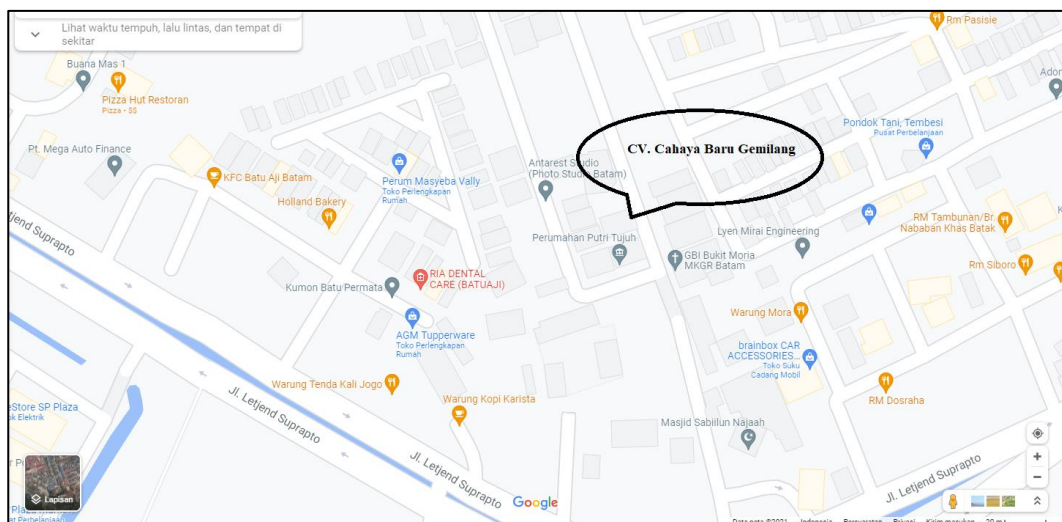 Lihat waktu tempuh, lalu lintas, dan tempat di
sekitar
Rm Pasisie
Buana Mas 1
Pizza Hut Restoran
Pizza • $$
Pt. Mega Auto Finance
KFC Batu Aji Batam
Holland Bakery
Perum Masyeba Vally
Toko Perlengkapan
Rumah
Antarest Studio
(Photo Studio Batam)
CV. Cahaya Baru Gemilang
Pondok Tani, Tembesi
Pusat Perbelanjaan
Perumahan Putri Tujuh
Lyen Mirai Engineering
GBI Bukit Moria
MKGR Batam
RM Tambunan/Br
Nababan Khas Batak
Rm Siboro
RIA DENTAL
CARE (BATUAJI)
Kumon Batu Permata
AGM Tupperware
Toko Perlengkapan
Rumah
Warung Mora
brainbox CAR
ACCESSORIES...
Toko Suku
Cadang Mobil
RM Dosraha
Warung Tenda Kali Jogo
Warung Kopi Karista
Masjid Sabiilun Najaah
eStore SP Plaza
Jl. Letjend Suprapto
Jl. Letjend Suprapto
Jl. Letjend Suprapto
tjend Suprapto
Lapisan
Google